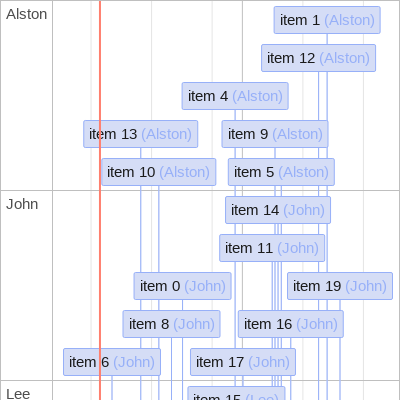 Alston
item 1 (Alston)
item 12 (Alston)
item 4 (Alston)
item 13 (Alston)
item 9 (Alston)
item 10 (Alston)
item 5 (Alston)
John
item 14 (John)
item 11 (John)
item 0 (John)
item 19 (John)
item 8 (John)
item 16 (John)
item 6 (John)
item 17 (John)
Lee
item 15 (Lee)